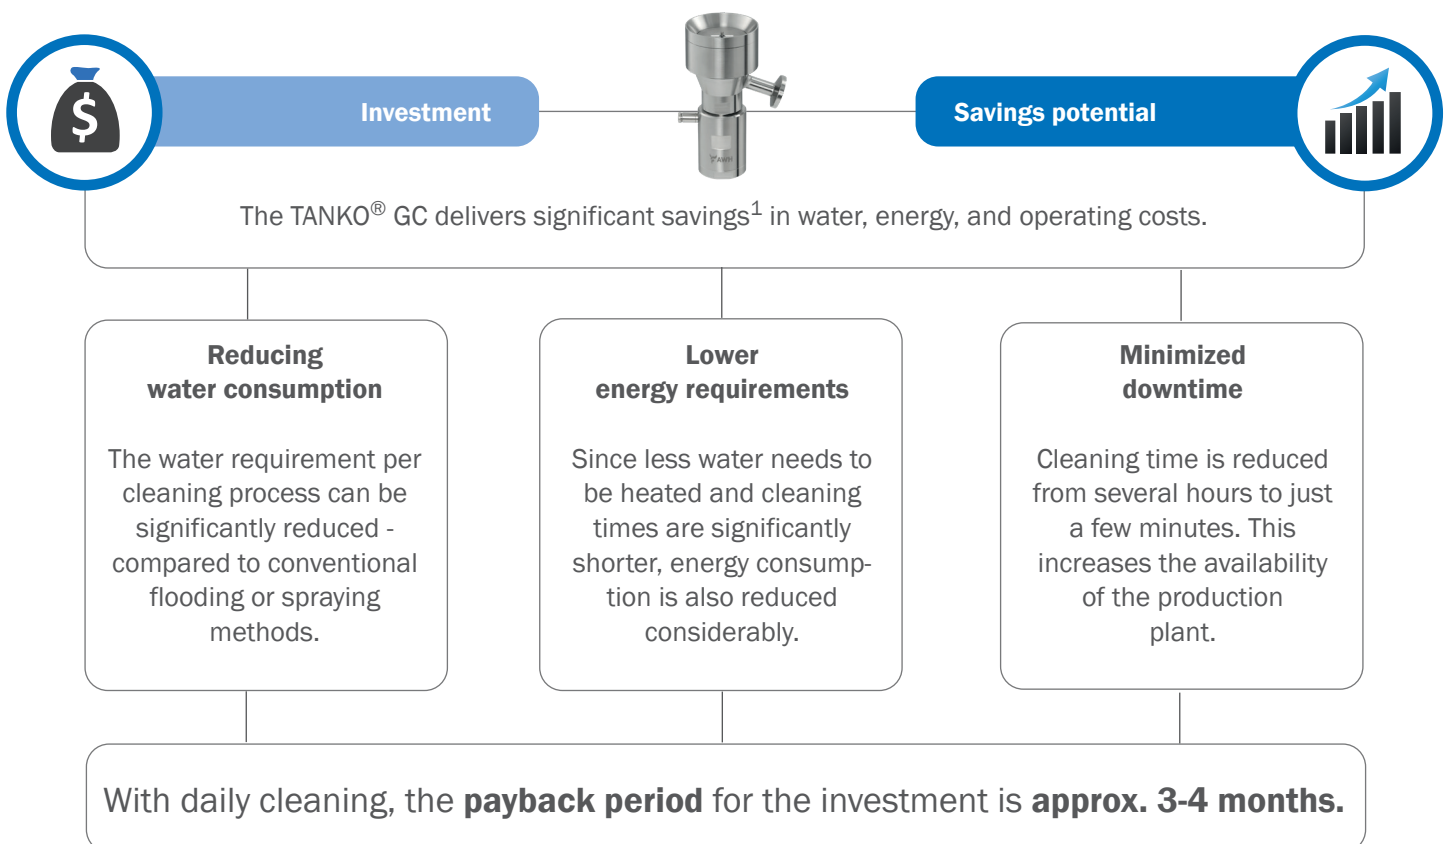 Investment
Savings potential
$
AWH
The TANKO® GC delivers significant savings¹ in water, energy, and operating costs.
Reducing
water consumption
The water requirement per
cleaning process can be
significantly reduced -
compared to conventional
flooding or spraying
methods.
Lower
energy requirements
Since less water needs to
be heated and cleaning
times are significantly
shorter, energy consump-
tion is also reduced
considerably.
Minimized
downtime
Cleaning time is reduced
from several hours to just
a few minutes. This
increases the availability
of the production
plant.
With daily cleaning, the payback period for the investment is approx. 3-4 months.